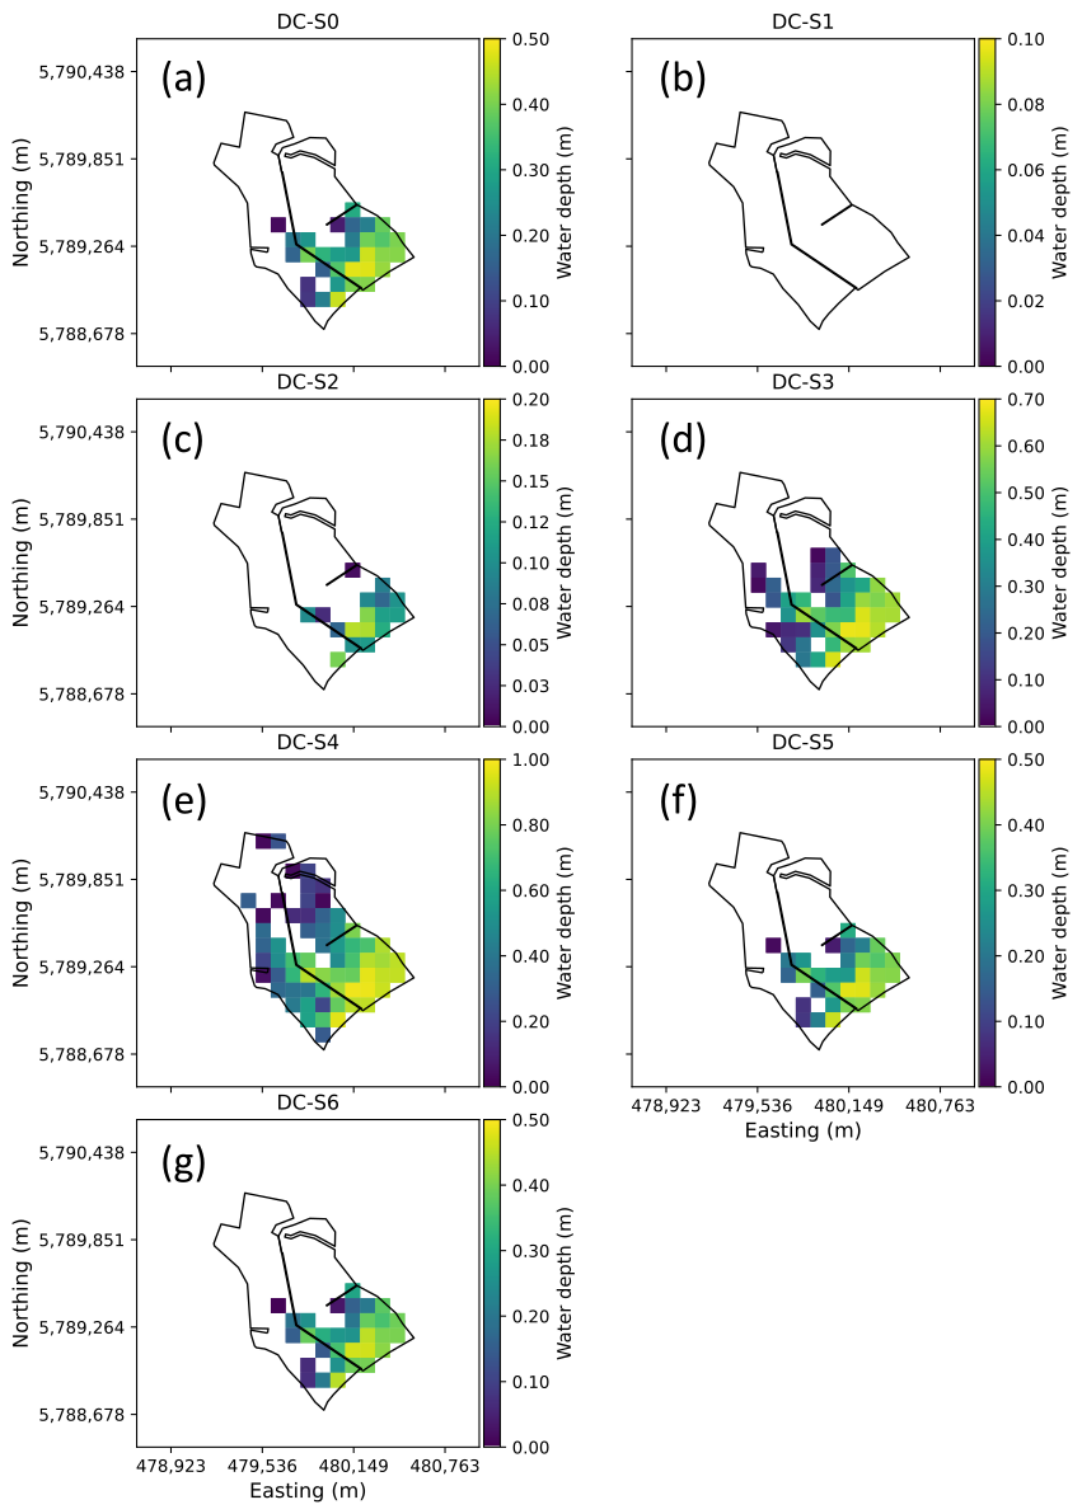 DC-S0
(a)
5,790,438
5,789,851
5,789,264
5,788,678
Northing (m)
0.50
0.40
0.30
0.20
0.10
0.00
Water depth (m)
DC-S1
(b)
0.10
0.08
0.06
0.04
0.02
0.00
Water depth (m)
DC-S2
(c)
5,790,438
5,789,851
5,789,264
5,788,678
Northing (m)
0.20
0.18
0.15
0.12
0.10
0.08
0.05
0.03
0.00
Water depth (m)
DC-S3
(d)
0.70
0.60
0.50
0.40
0.30
0.20
0.10
0.00
Water depth (m)
DC-S4
(e)
5,790,438
5,789,851
5,789,264
5,788,678
Northing (m)
1.00
0.80
0.60
0.40
0.20
0.00
Water depth (m)
DC-S5
(f)
0.50
0.40
0.30
0.20
0.10
0.00
Water depth (m)
478,923 479,536 480,149 480,763
Easting (m)
DC-S6
(g)
5,790,438
5,789,851
5,789,264
5,788,678
Northing (m)
0.50
0.40
0.30
0.20
0.10
0.00
Water depth (m)
478,923 479,536 480,149 480,763
Easting (m)